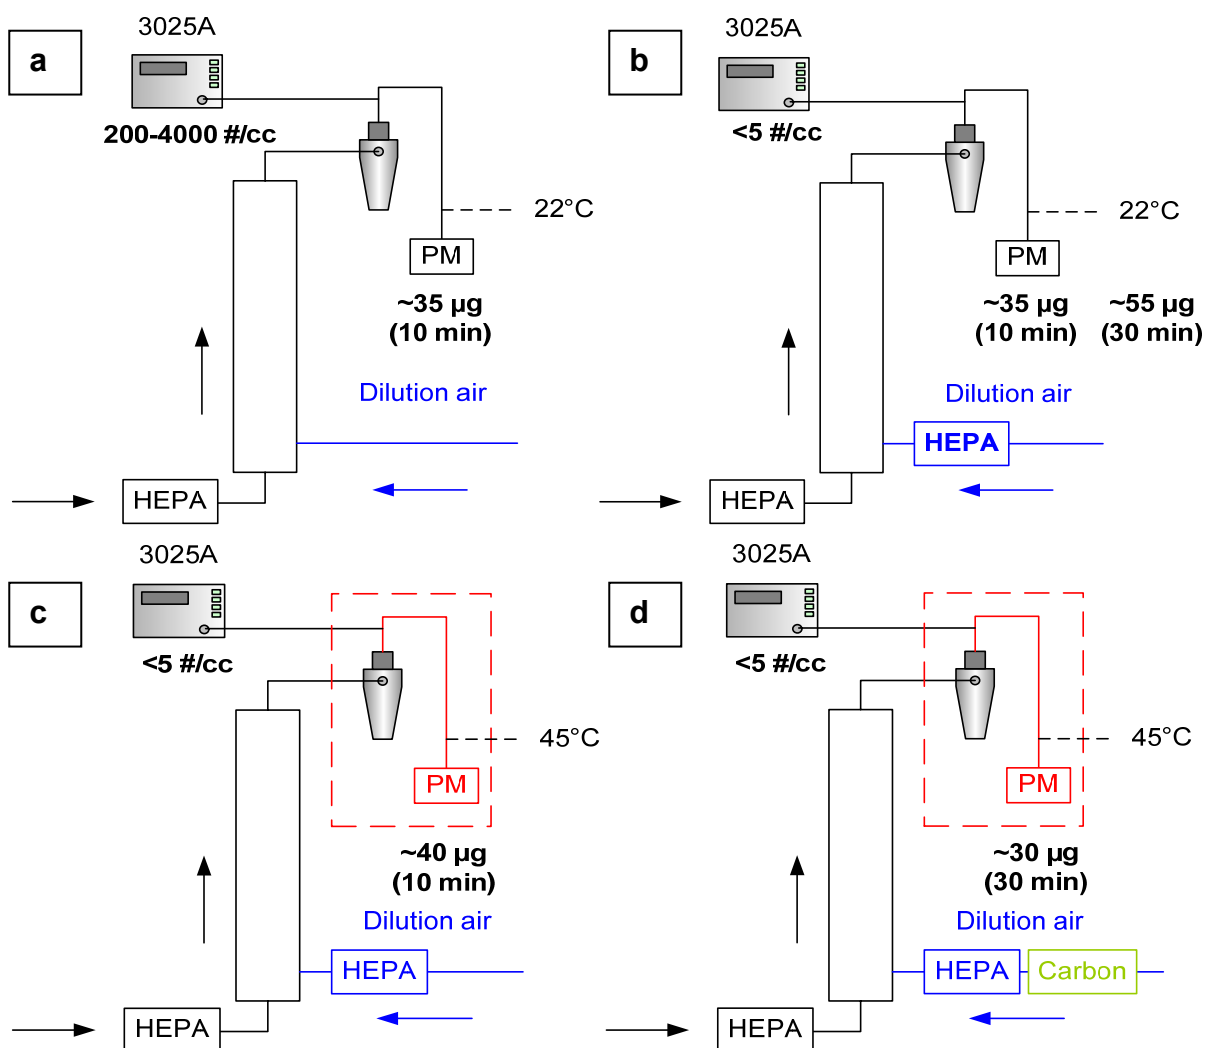 a
3025A
200-4000 #/cc
22°C
PM
~35 µg
(10 min)
Dilution air
HEPA
b
3025A
<5 #/cc
22°C
PM
~35 µg ~55 µg
(10 min) (30 min)
Dilution air
HEPA
HEPA
c
3025A
<5 #/cc
45°C
PM
~40 µg
(10 min)
Dilution air
HEPA
HEPA
d
3025A
<5 #/cc
45°C
PM
~30 µg
(30 min)
Dilution air
HEPA Carbon
HEPA